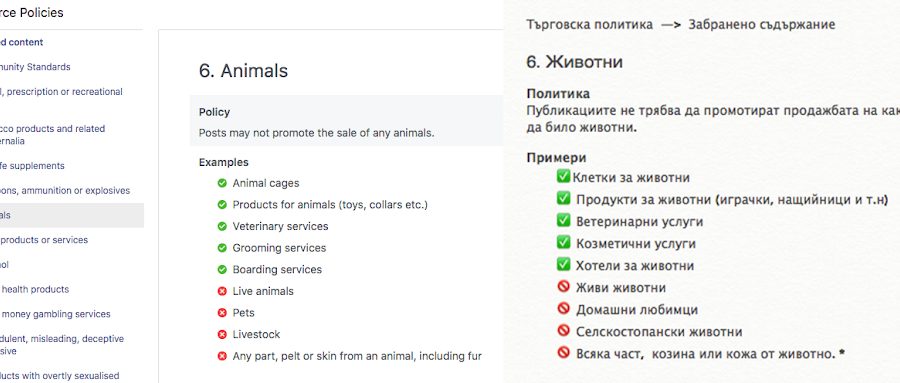 rce Policies
ed content
munity Standards
l, prescription or recreational
cco products and related
ernalia
fe supplements
pons, ammunition or explosives
als
products or services
ol
health products
money gambling services
dulent, misleading, deceptive
nsive
ducts with overtly sexualised
6. Animals
Policy
Posts may not promote the sale of any animals.
Examples
Animal cages
Products for animals (toys, collars etc.)
Veterinary services
Grooming services
Boarding services
Live animals
Pets
Livestock
Any part, pelt or skin from an animal, including fur
Търговска политика —> Забранено съдържание
6. Животни
Политика
Публикациите не трябва да промотират продажбата на как
да било животни.
Примери
Клетки за животни
Продукти за животни (играчки, нащийници и т.н)
Ветеринарни услуги
Козметични услуги
Хотели за животни
Живи животни
Домашни любимци
Селскостопански животни
Всяка част, козина или кожа от животно. *